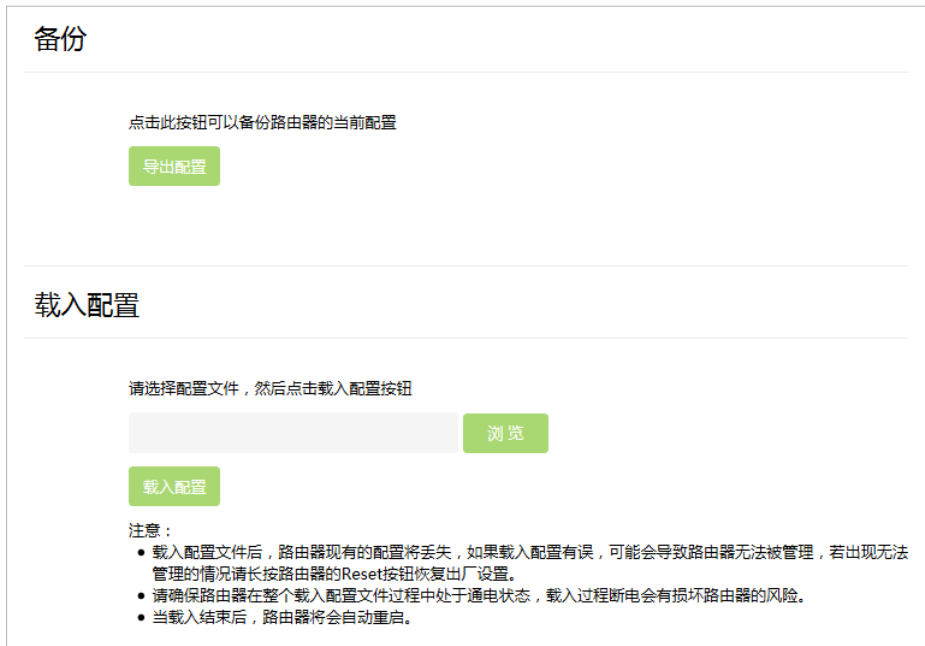 备份
点击此按钮可以备份路由器的当前配置
导出配置
载入配置
请选择配置文件，然后点击载入配置按钮
浏 览
载入配置
注意：
● 载入配置文件后，路由器现有的配置将丢失，如果载入配置有误，可能会导致路由器无法被管理，若出现无法
管理的情况请长按路由器的Reset按钮恢复出厂设置。
● 请确保路由器在整个载入配置文件过程中处于通电状态，载入过程断电会有损坏路由器的风险。
● 当载入结束后，路由器将会自动重启。